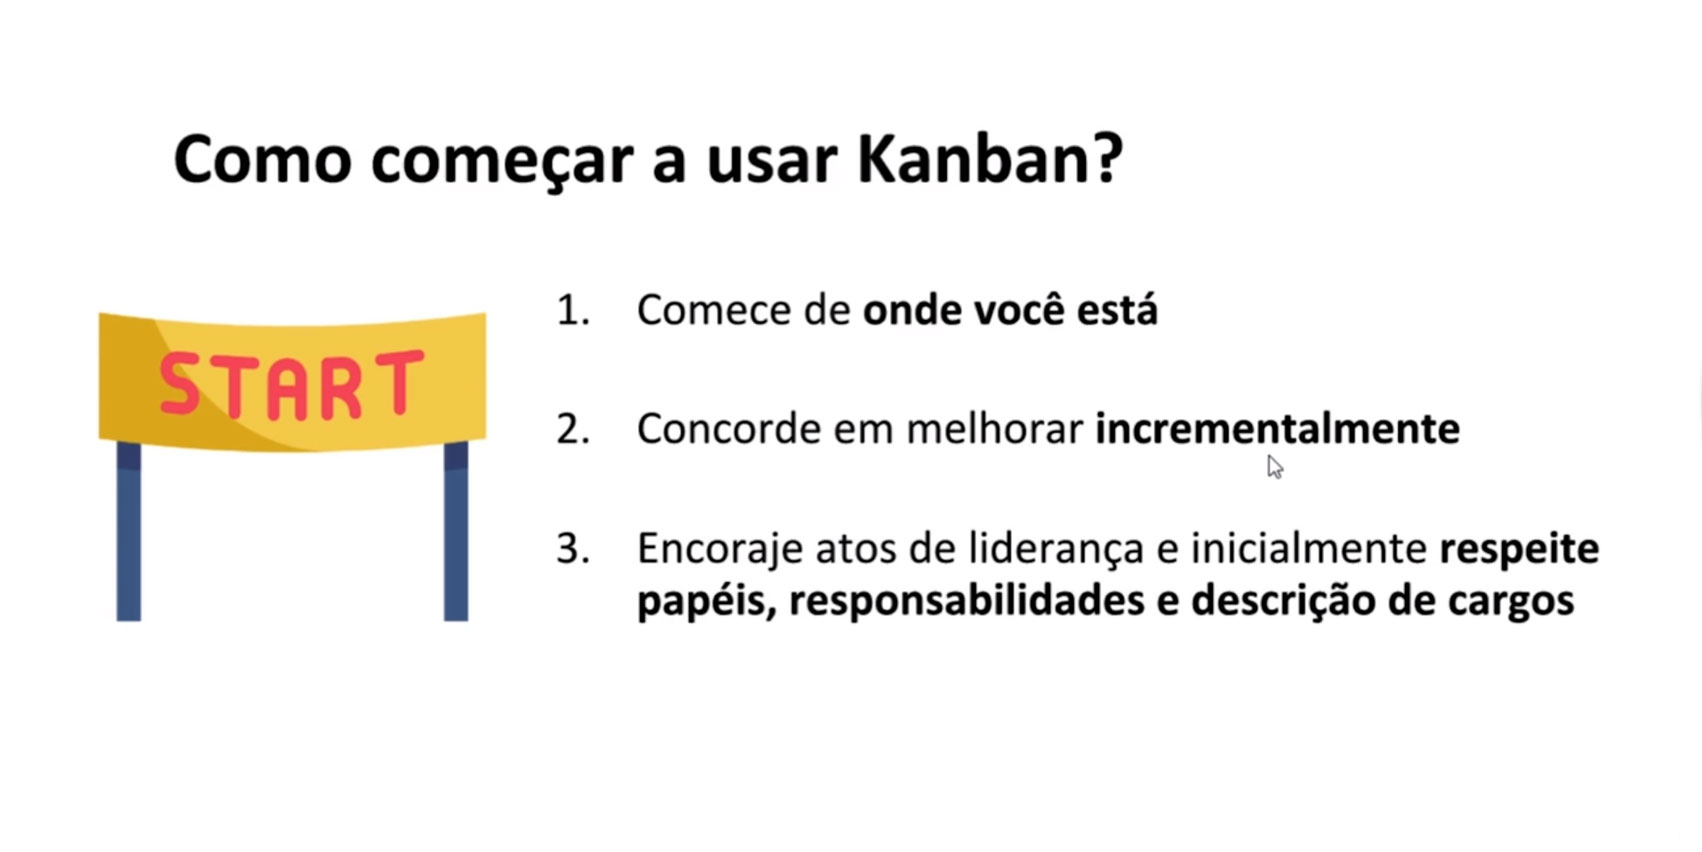 Como começar a usar Kanban?
START
1. Comece de onde você está
2. Concorde em melhorar incrementalmente
3. Encoraje atos de liderança e inicialmente respeite
papéis, responsabilidades e descrição de cargos